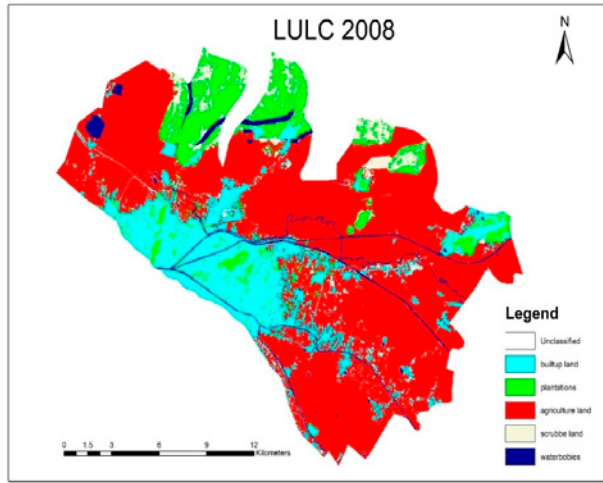 LULC 2008
N
Legend
Unclassified
builtup land
plantations
agriculture land
scrubbe land
waterbobies
0 1.5 3 6 9 12
Kilometers